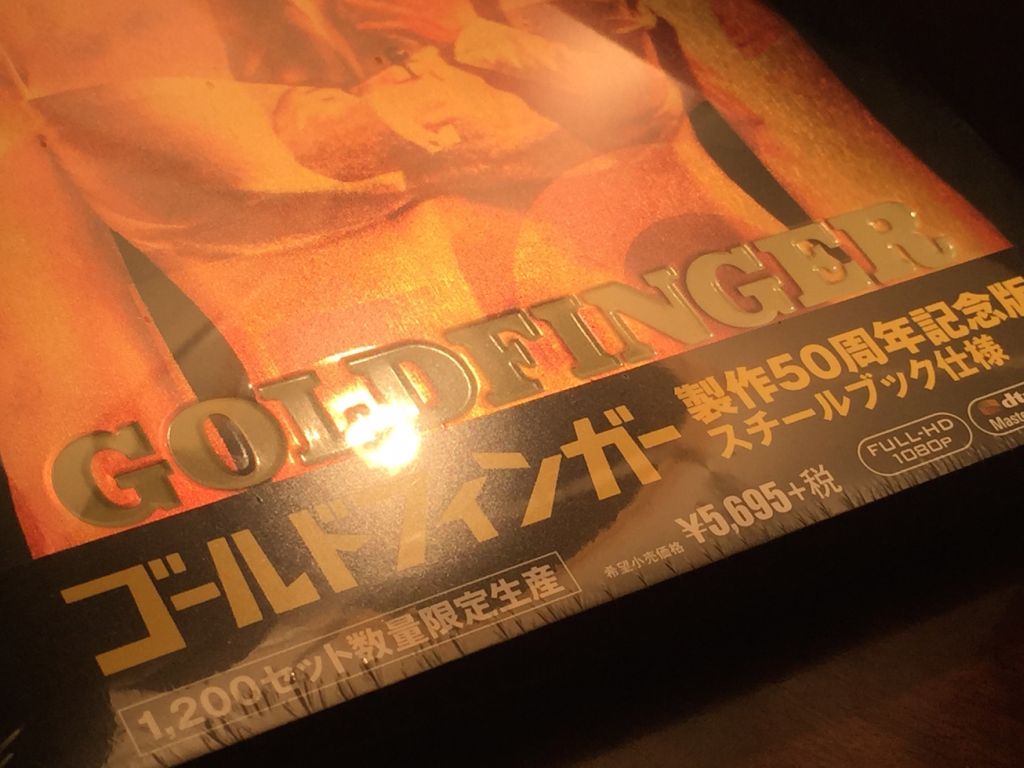 GOLDFINGER
ゴールドフィンガー
製作50周年記念版
スチールブック仕様
1,200セット数量限定生産
希望小売価格
¥5,695+税
FULL-HD
1080P